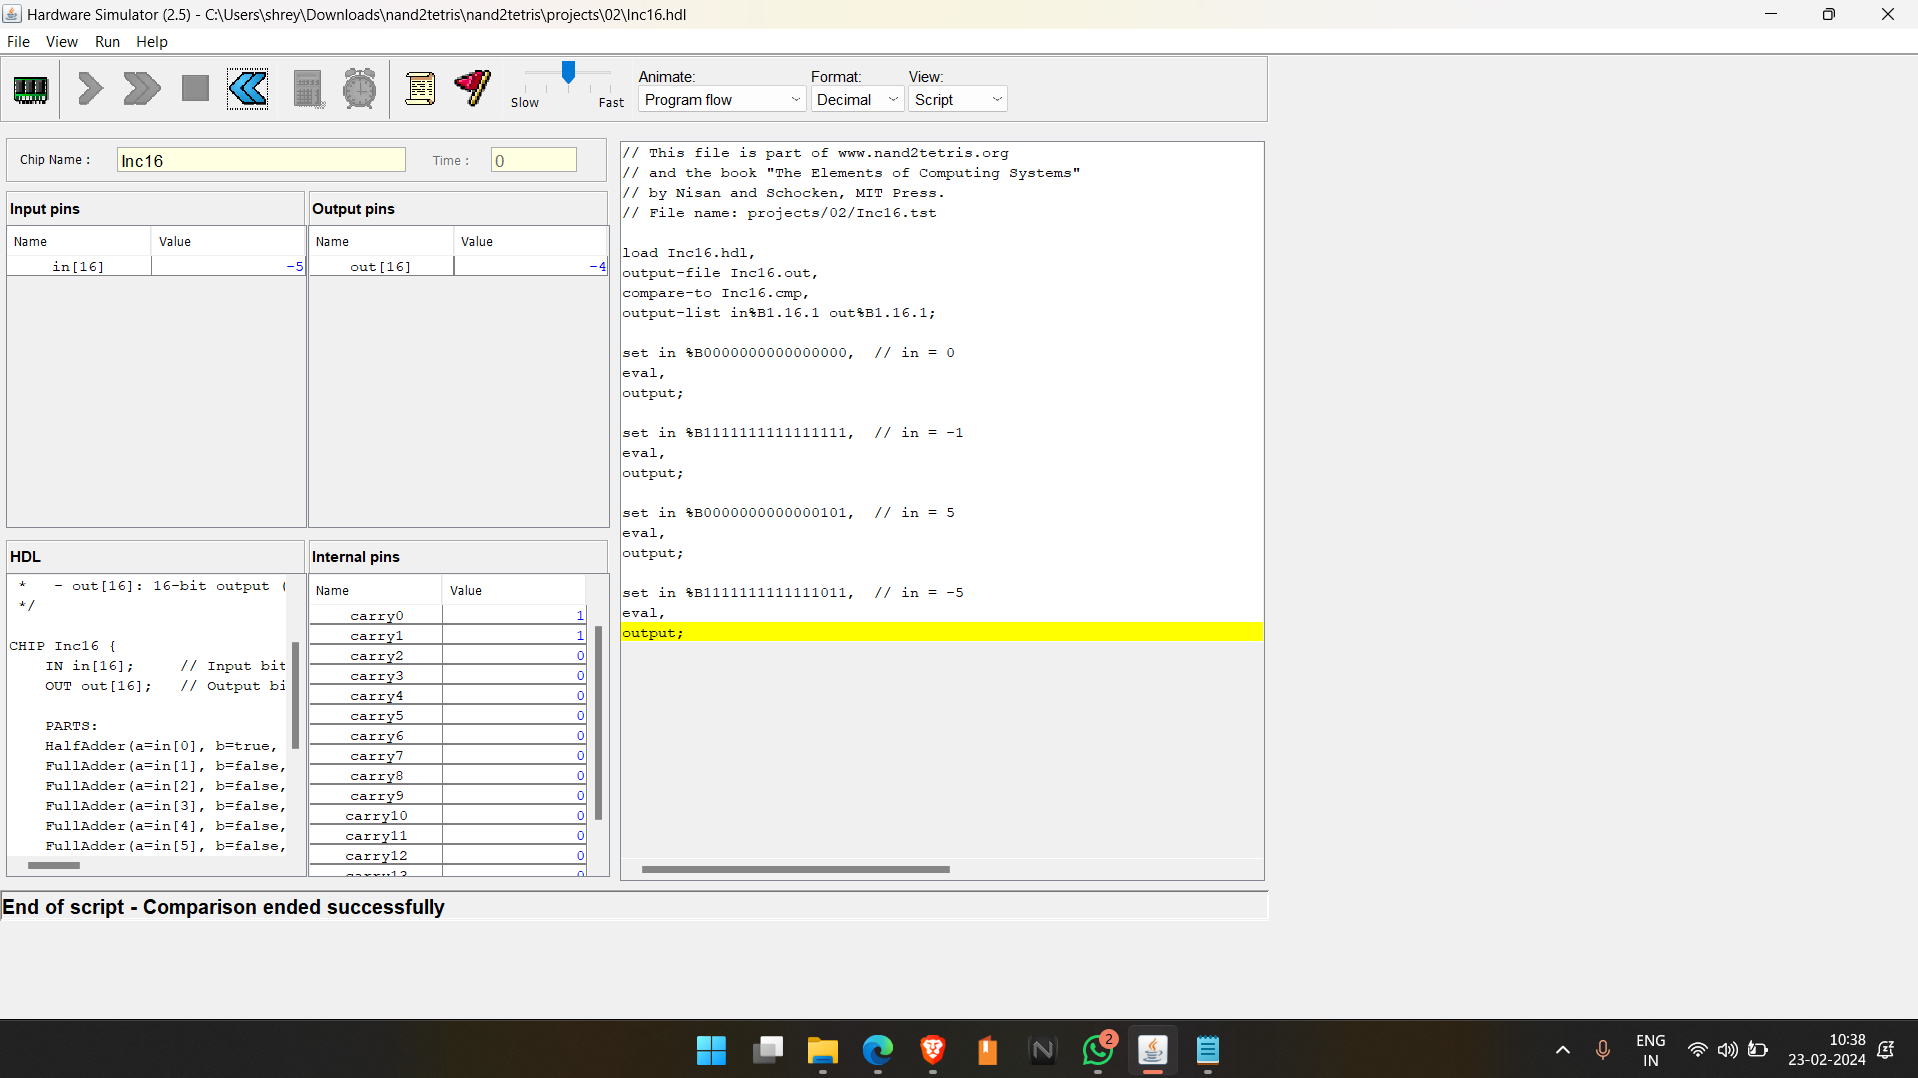 Hardware Simulator (2.5) - C:\Users\shrey\Downloads\nand2tetris\nand2tetris\projects\02\Inc16.hdl
File View Run Help
Slow Fast
Animate: Format: View:
Program flow Decimal Script
Chip Name : Inc16 Time : 0
Input pins
Name Value
in[16] -5
Output pins
Name Value
out[16] -4
HDL
* - out[16]: 16-bit output (
*/
CHIP Inc16 {
IN in[16]; // Input bit
OUT out[16]; // Output bi
PARTS:
HalfAdder(a=in[0], b=true,
FullAdder(a=in[1], b=false,
FullAdder(a=in[2], b=false,
FullAdder(a=in[3], b=false,
FullAdder(a=in[4], b=false,
FullAdder(a=in[5], b=false,
Internal pins
Name Value
carry0 1
carry1 1
carry2 0
carry3 0
carry4 0
carry5 0
carry6 0
carry7 0
carry8 0
carry9 0
carry10 0
carry11 0
carry12 0
carry13 0
// This file is part of www.nand2tetris.org
// and the book "The Elements of Computing Systems"
// by Nisan and Schocken, MIT Press.
// File name: projects/02/Inc16.tst
load Inc16.hdl,
output-file Inc16.out,
compare-to Inc16.cmp,
output-list in%B1.16.1 out%B1.16.1;
set in %B0000000000000000, // in = 0
eval,
output;
set in %B1111111111111111, // in = -1
eval,
output;
set in %B0000000000000101, // in = 5
eval,
output;
set in %B1111111111111011, // in = -5
eval,
output;
End of script - Comparison ended successfully
2
ENG
IN
10:38
23-02-2024